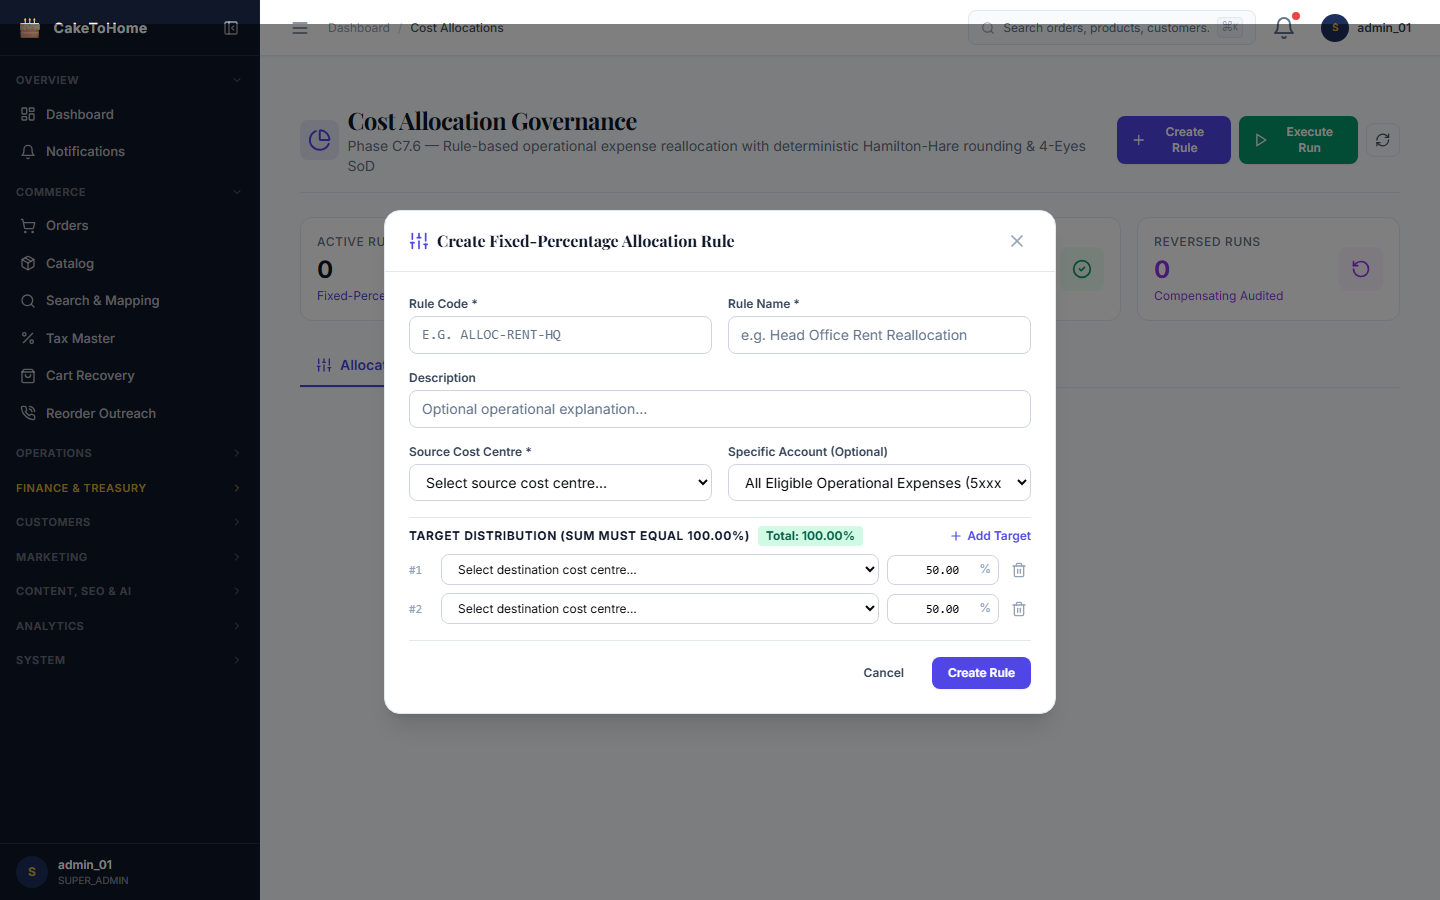 CakeToHome
Dashboard / Cost Allocations
Search orders, products, customers.
⌘K
S
admin_01
OVERVIEW
Dashboard
Notifications
COMMERCE
Orders
Catalog
Search & Mapping
Tax Master
Cart Recovery
Reorder Outreach
OPERATIONS
FINANCE & TREASURY
CUSTOMERS
MARKETING
CONTENT, SEO & AI
ANALYTICS
SYSTEM
S
admin_01
SUPER_ADMIN
Cost Allocation Governance
Phase C7.6 — Rule-based operational expense reallocation with deterministic Hamilton-Hare rounding & 4-Eyes
SoD
Create
Rule
Execute
Run
ACTIVE RU
0
Fixed-Perce
REVERSED RUNS
0
Compensating Audited
Allocat
Create Fixed-Percentage Allocation Rule
Rule Code *
Rule Name *
E.G. ALLOC-RENT-HQ
e.g. Head Office Rent Reallocation
Description
Optional operational explanation...
Source Cost Centre *
Specific Account (Optional)
Select source cost centre...
All Eligible Operational Expenses (5xxx
TARGET DISTRIBUTION (SUM MUST EQUAL 100.00%)
Total: 100.00%
Add Target
#1
Select destination cost centre...
50.00 %
#2
Select destination cost centre...
50.00 %
Cancel
Create Rule